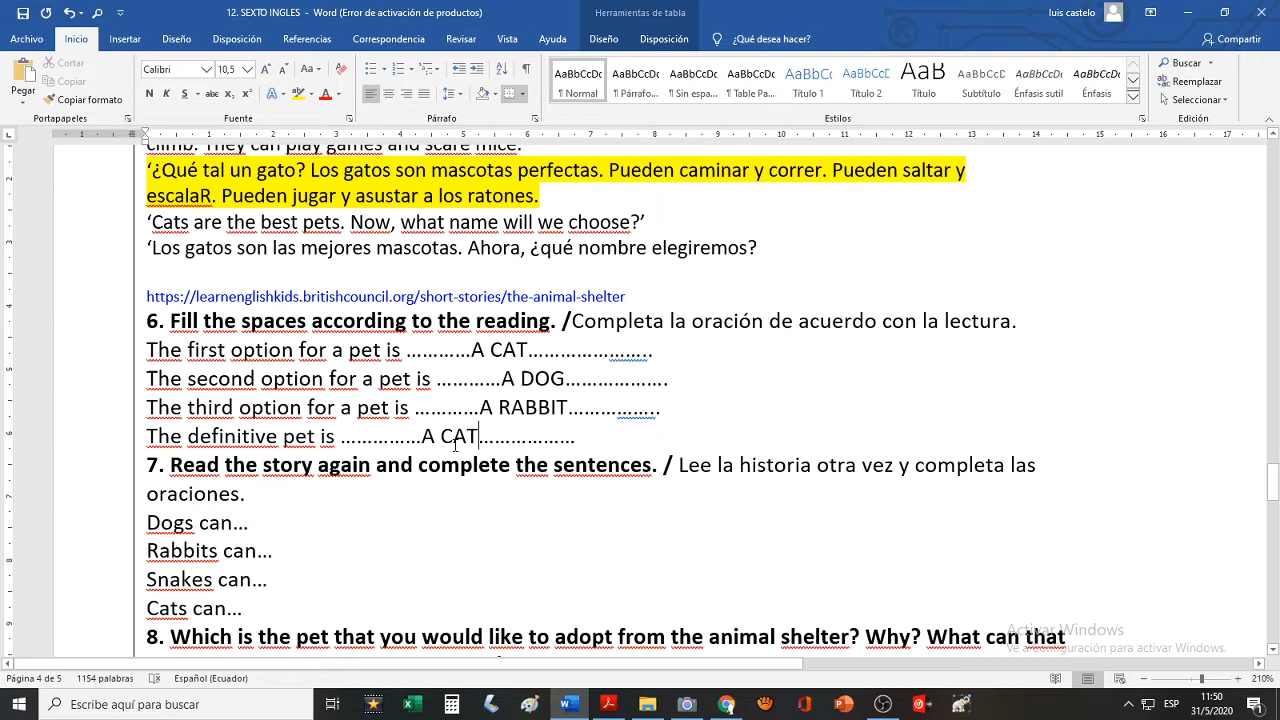 12. SEXTO INGLES - Word (Error de activación de productos)
Herramientas de tabla
luis castelo
Archivo Inicio Insertar Diseño Disposición Referencias Correspondencia Revisar Vista Ayuda Diseño Disposición ¿Qué desea hacer? Compartir
Pegar
Cortar
Copiar
Copiar formato
Portapapeles
Calibri 10,5
Fuente
Párrafo
AaBbCcDc AaBbCcDc AaBbCcDc AaBbCcDc AaBbCc AaBbCcC AaB AaBbCcC AaBbCcDc AaBbCcDc
¶ Normal ¶ Párrafo... ¶ Sin espa... ¶ Table Pa... Título 1 Título 2 Título Subtítulo Énfasis sutil Énfasis
Estilos
Buscar
Reemplazar
Seleccionar
Edición
climb. They can play games and scare mice.
‘¿Qué tal un gato? Los gatos son mascotas perfectas. Pueden caminar y correr. Pueden saltar y
escalaR. Pueden jugar y asustar a los ratones.
‘Cats are the best pets. Now, what name will we choose?’
‘Los gatos son las mejores mascotas. Ahora, ¿qué nombre elegiremos?
https://learnenglishkids.britishcouncil.org/short-stories/the-animal-shelter
6. Fill the spaces according to the reading. /Completa la oración de acuerdo con la lectura.
The first option for a pet is …………A CAT……………………..
The second option for a pet is …………A DOG……………….
The third option for a pet is …………A RABBIT……………..
The definitive pet is ……………A CAT………………
7. Read the story again and complete the sentences. / Lee la historia otra vez y completa las
oraciones.
Dogs can…
Rabbits can…
Snakes can…
Cats can…
8. Which is the pet that you would like to adopt from the animal shelter? Why? What can that
Activar Windows
Ve a Configuración para activar Windows.
Página 4 de 5 1154 palabras Español (Ecuador) 210%
Escribe aquí para buscar
ESP
11:50
31/5/2020